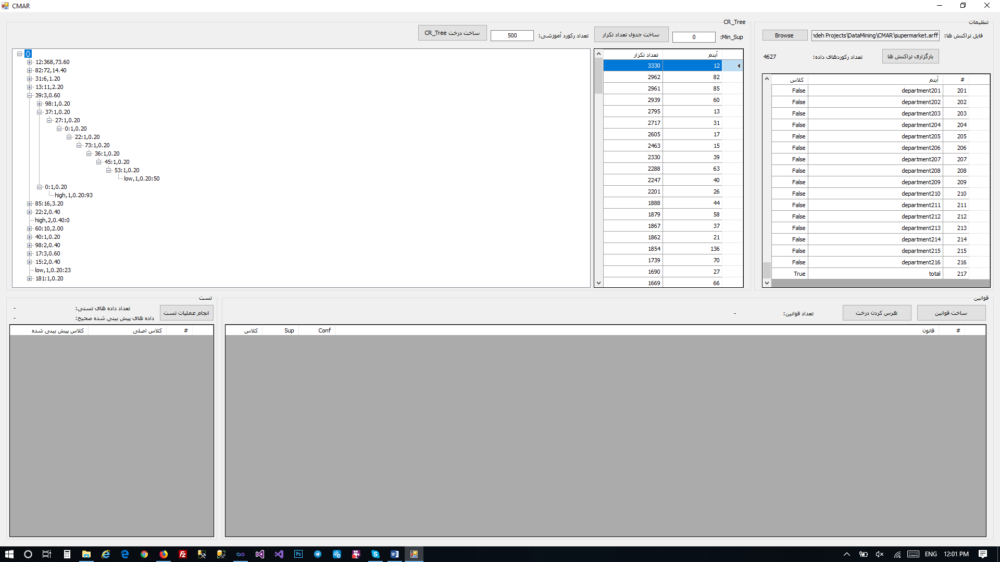 CMAR
تنظیمات
فایل تراکنش ها:
ndeh Projects\DataMining\CMAR\supermarket.arff
Browse
بارگزاری تراکنش ها
تعداد رکوردهای داده:
4627
# آیتم کلاس
201 department201 False
202 department202 False
203 department203 False
204 department204 False
205 department205 False
206 department206 False
207 department207 False
208 department208 False
209 department209 False
210 department210 False
211 department211 False
212 department212 False
213 department213 False
214 department214 False
215 department215 False
216 department216 False
217 total True
CR_Tree
Min_Sup:
0
ساخت جدول تعداد تکرار
تعداد رکورد آموزشی:
500
ساخت درخت CR_Tree
آیتم تعداد تکرار
12 3330
82 2962
85 2961
60 2939
13 2795
31 2717
17 2605
15 2463
39 2330
63 2288
40 2247
26 2201
44 1888
58 1879
37 1867
21 1862
136 1854
70 1739
27 1690
66 1669
{}
12:368,73.60
82:72,14.40
31:6,1.20
13:11,2.20
39:3,0.60
98:1,0.20
37:1,0.20
27:1,0.20
0:1,0.20
22:1,0.20
73:1,0.20
36:1,0.20
45:1,0.20
53:1,0.20
low,1,0.20:50
0:1,0.20
high,1,0.20:93
85:16,3.20
22:2,0.40
high,2,0.40:0
60:10,2.00
40:1,0.20
98:2,0.40
17:3,0.60
15:2,0.40
low,1,0.20:23
181:1,0.20
قوانین
ساخت قوانین
هرس کردن درخت
تعداد قوانین:
-
# قانون Conf Sup کلاس
تست
انجام عملیات تست
تعداد داده های تستی:
-
داده های پیش بینی شده صحیح:
-
# کلاس اصلی کلاس پیش بینی شده
ENG
12:01 PM